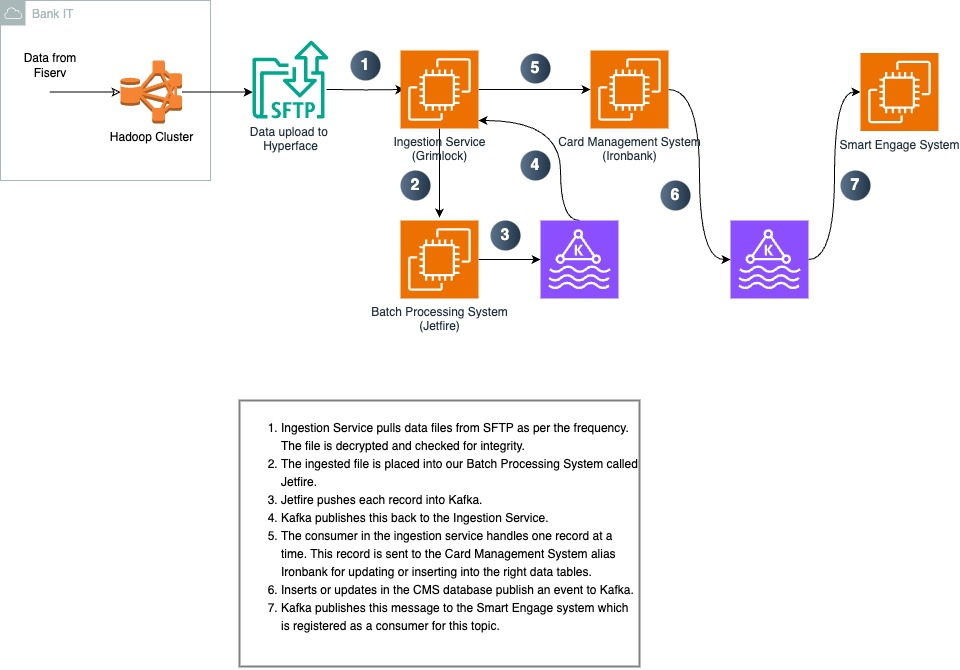 Bank IT
Data from
Fiserv
Hadoop Cluster
SFTP
Data upload to
Hyperface
1
Ingestion Service
(Grimlock)
5
Card Management System
(Ironbank)
Smart Engage System
2
4
6
7
3
K
K
Batch Processing System
(Jetfire)
1. Ingestion Service pulls data files from SFTP as per the frequency.
The file is decrypted and checked for integrity.
2. The ingested file is placed into our Batch Processing System called
Jetfire.
3. Jetfire pushes each record into Kafka.
4. Kafka publishes this back to the Ingestion Service.
5. The consumer in the ingestion service handles one record at a
time. This record is sent to the Card Management System alias
Ironbank for updating or inserting into the right data tables.
6. Inserts or updates in the CMS database publish an event to Kafka.
7. Kafka publishes this message to the Smart Engage system which
is registered as a consumer for this topic.